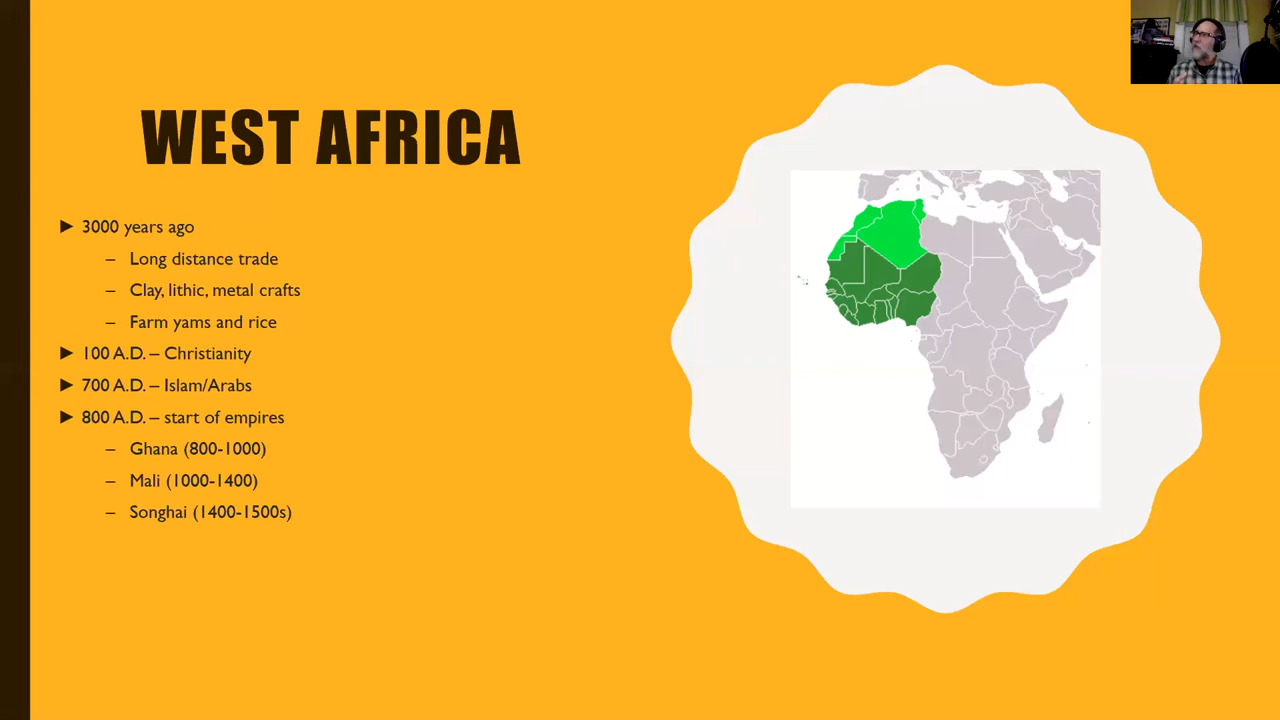 WEST AFRICA
► 3000 years ago
– Long distance trade
– Clay, lithic, metal crafts
– Farm yams and rice
► 100 A.D. – Christianity
► 700 A.D. – Islam/Arabs
► 800 A.D. – start of empires
– Ghana (800-1000)
– Mali (1000-1400)
– Songhai (1400-1500s)